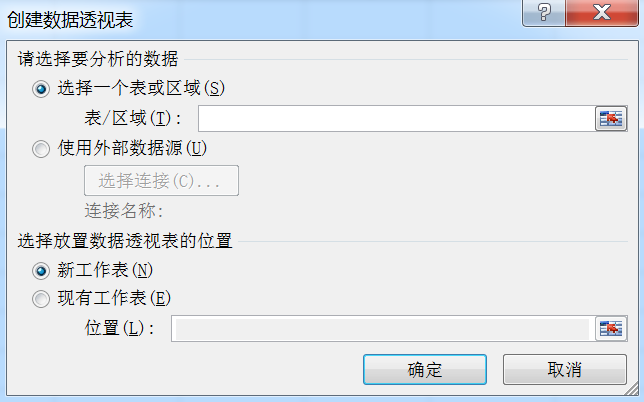 创建数据透视表
请选择要分析的数据
选择一个表或区域(S)
表/区域(T):
使用外部数据源(U)
选择连接(C)...
连接名称:
选择放置数据透视表的位置
新工作表(N)
现有工作表(E)
位置(L):
确定 取消